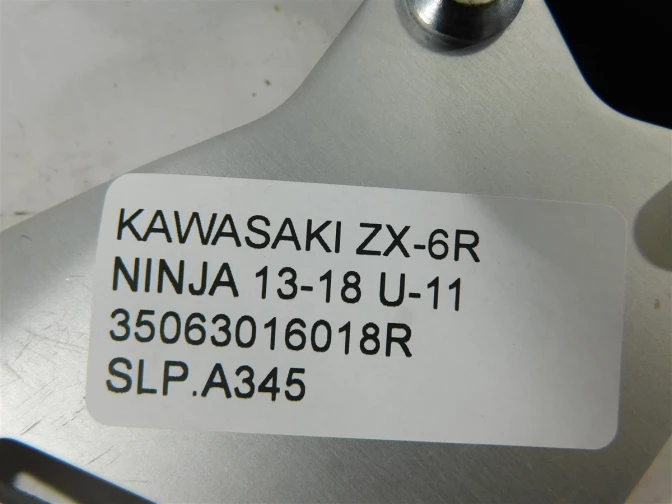 KAWASAKI ZX-6R
NINJA 13-18 U-11
35063016018R
SLP.A345